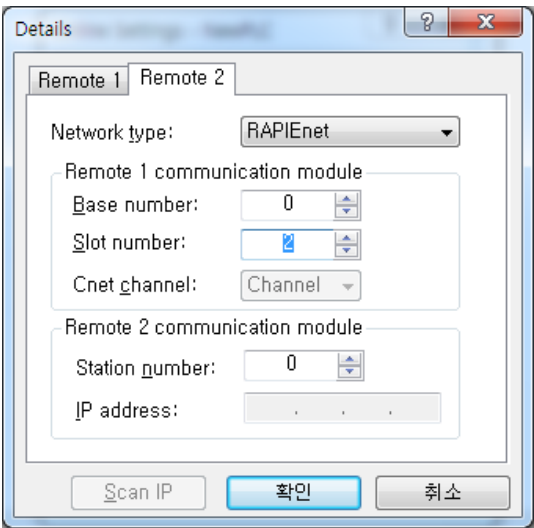 Details
Remote 1 Remote 2
Network type: RAPIEnet
Remote 1 communication module
Base number: 0
Slot number: 2
Cnet channel: Channel
Remote 2 communication module
Station number: 0
IP address: . . .
Scan IP 확인 취소